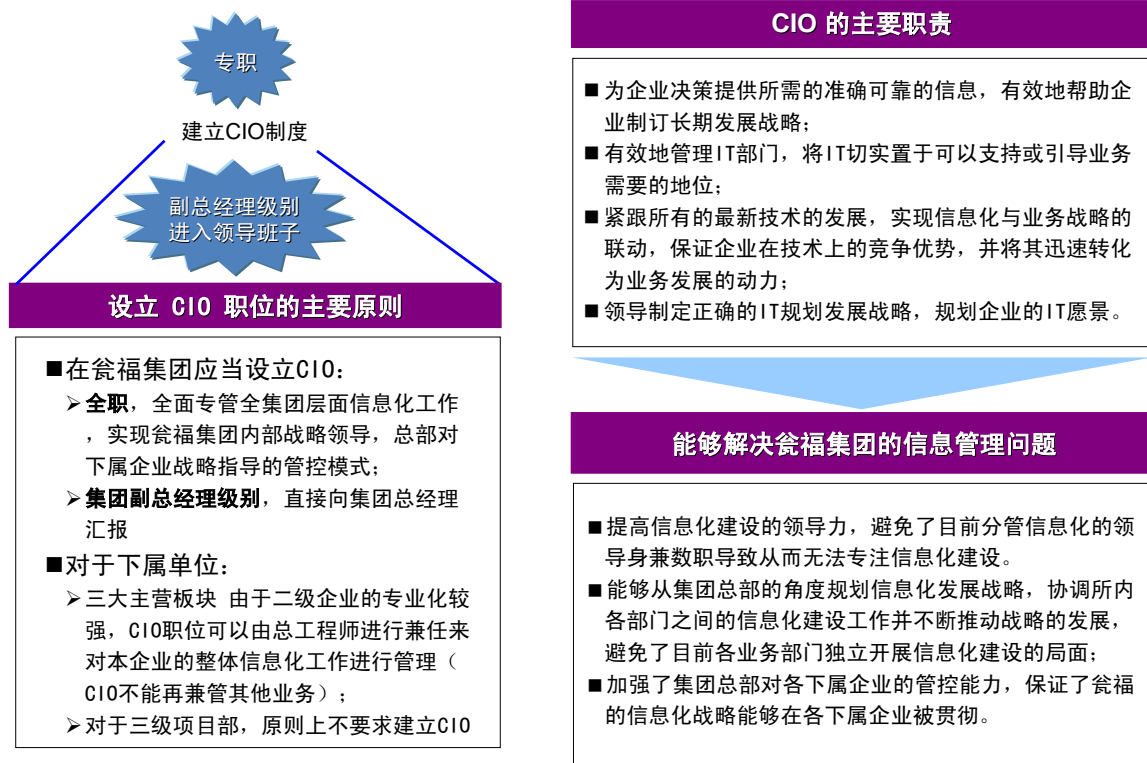 专职
建立CIO制度
副总经理级别
进入领导班子
设立 CIO 职位的主要原则
■在瓮福集团应当设立CIO：
➢全职，全面专管全集团层面信息化工作
，实现瓮福集团内部战略领导，总部对
下属企业战略指导的管控模式；
➢集团副总经理级别，直接向集团总经理
汇报
■对于下属单位：
➢三大主营板块 由于二级企业的专业化较
强，CIO职位可以由总工程师进行兼任来
对本企业的整体信息化工作进行管理（
CIO不能再兼管其他业务）；
➢对于三级项目部，原则上不要求建立CIO
CIO 的主要职责
■为企业决策提供所需的准确可靠的信息，有效地帮助企
业制订长期发展战略；
■有效地管理IT部门，将IT切实置于可以支持或引导业务
需要的地位；
■紧跟所有的最新技术的发展，实现信息化与业务战略的
联动，保证企业在技术上的竞争优势，并将其迅速转化
为业务发展的动力；
■领导制定正确的IT规划发展战略，规划企业的IT愿景。
能够解决瓮福集团的信息管理问题
■提高信息化建设的领导力，避免了目前分管信息化的领
导身兼数职导致从而无法专注信息化建设。
■能够从集团总部的角度规划信息化发展战略，协调所内
各部门之间的信息化建设工作并不断推动战略的发展，
避免了目前各业务部门独立开展信息化建设的局面；
■加强了集团总部对各下属企业的管控能力，保证了瓮福
的信息化战略能够在各下属企业被贯彻。